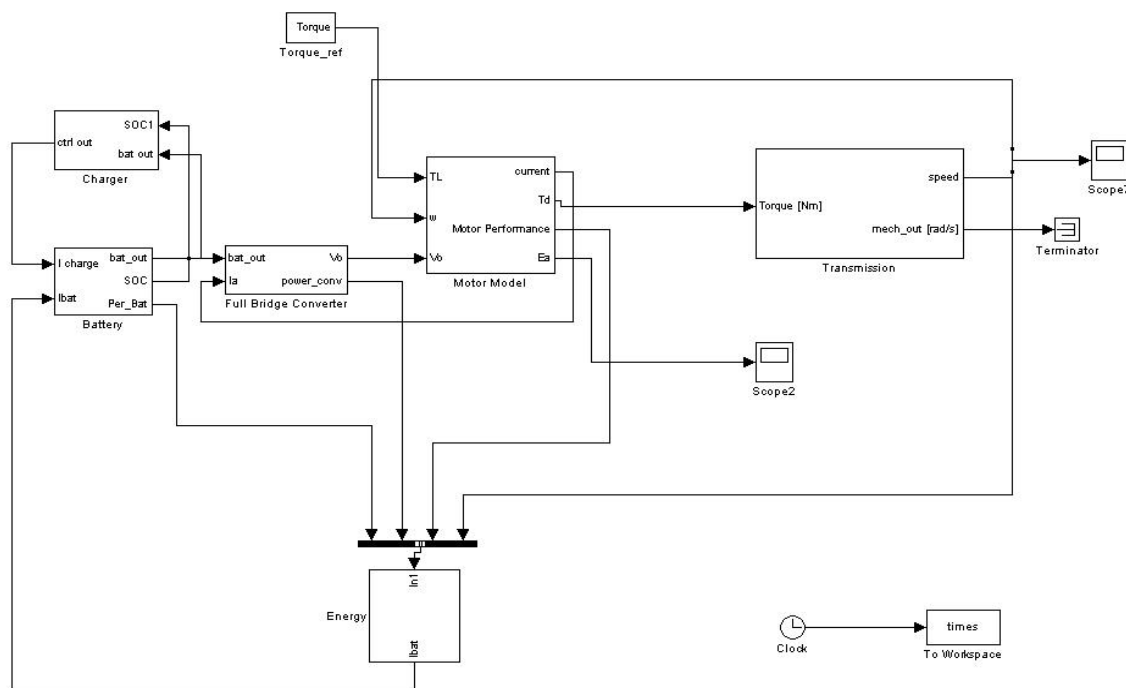 Torque
Torque_ref
SOC1
ctrl out
bat out
Charger
I charge
Ibat
bat_out
SOC
Per_Bat
Battery
bat_out
Ia
Vo
power_conv
Full Bridge Converter
TL
w
Vo
current
Td
Motor Performance
Ea
Motor Model
Torque [Nm]
speed
mech_out [rad/s]
Transmission
Scope7
Terminator
Scope2
In1
Energy
Ibat
Clock
times
To Workspace